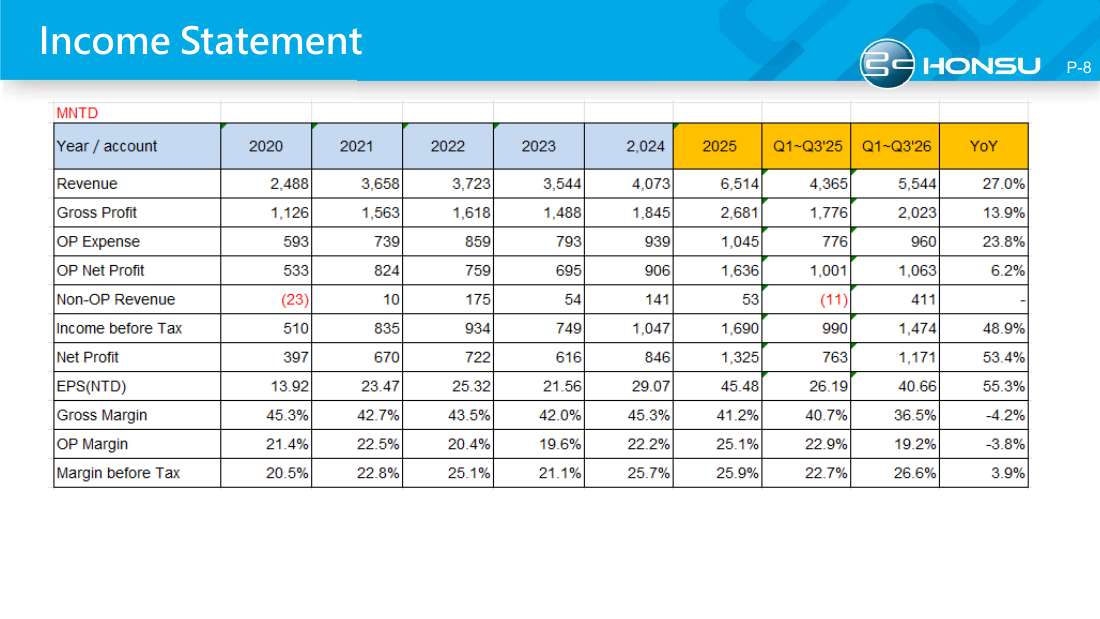 Income Statement
HONSU
P-8
MNTD
Year / account 2020 2021 2022 2023 2,024 2025 Q1~Q3'25 Q1~Q3'26 YoY
Revenue 2,488 3,658 3,723 3,544 4,073 6,514 4,365 5,544 27.0%
Gross Profit 1,126 1,563 1,618 1,488 1,845 2,681 1,776 2,023 13.9%
OP Expense 593 739 859 793 939 1,045 776 960 23.8%
OP Net Profit 533 824 759 695 906 1,636 1,001 1,063 6.2%
Non-OP Revenue (23) 10 175 54 141 53 (11) 411 -
Income before Tax 510 835 934 749 1,047 1,690 990 1,474 48.9%
Net Profit 397 670 722 616 846 1,325 763 1,171 53.4%
EPS(NTD) 13.92 23.47 25.32 21.56 29.07 45.48 26.19 40.66 55.3%
Gross Margin 45.3% 42.7% 43.5% 42.0% 45.3% 41.2% 40.7% 36.5% -4.2%
OP Margin 21.4% 22.5% 20.4% 19.6% 22.2% 25.1% 22.9% 19.2% -3.8%
Margin before Tax 20.5% 22.8% 25.1% 21.1% 25.7% 25.9% 22.7% 26.6% 3.9%